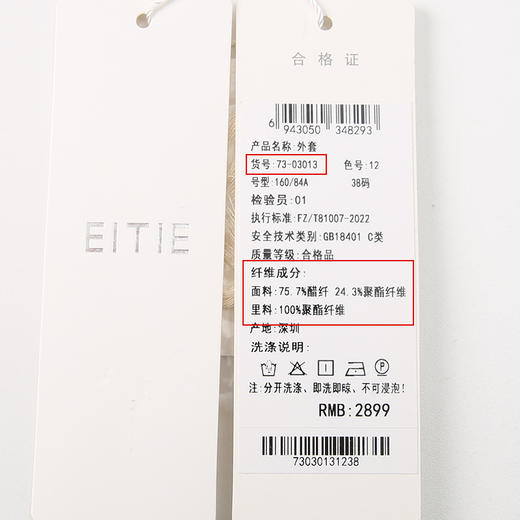 EITIE
合格证
6 943050 348293
产品名称:外套
货号:73-03013 色号:12
号型:160/84A 38码
检验员:01
执行标准:FZ/T81007-2022
安全技术类别:GB18401 C类
质量等级:合格品
纤维成分:
面料:75.7%醋纤 24.3%聚酯纤维
里料:100%聚酯纤维
产地:深圳
洗涤说明:
P
注:分开洗涤、即洗即晾、不可浸泡!
RMB:2899
73030131238